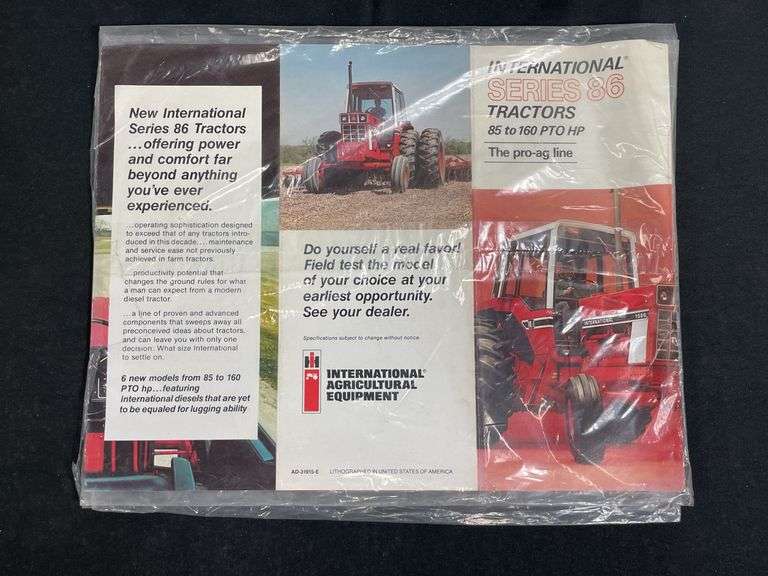 New International
Series 86 Tractors
...offering power
and comfort far
beyond anything
you've ever
experienced.
...operating sophistication designed
to exceed that of any tractors intro-
duced in this decade. ...maintenance
and service ease not previously
achieved in farm tractors.
...productivity potential that
changes the ground rules for what
a man can expect from a modern
diesel tractor.
...a line of proven and advanced
components that sweeps away all
preconceived ideas about tractors,
and can leave you with only one
decision: What size International
to settle on.
6 new models from 85 to 160
PTO hp...featuring
International diesels that are yet
to be equaled for lugging ability
Do yourself a real favor!
Field test the model
of your choice at your
earliest opportunity.
See your dealer.
Specifications subject to change without notice.
INTERNATIONAL
AGRICULTURAL
EQUIPMENT
AD-31915-E LITHOGRAPHED IN UNITED STATES OF AMERICA
INTERNATIONAL®
SERIES 86
TRACTORS
85 to 160 PTO HP
The pro-ag line
INTERNATIONAL